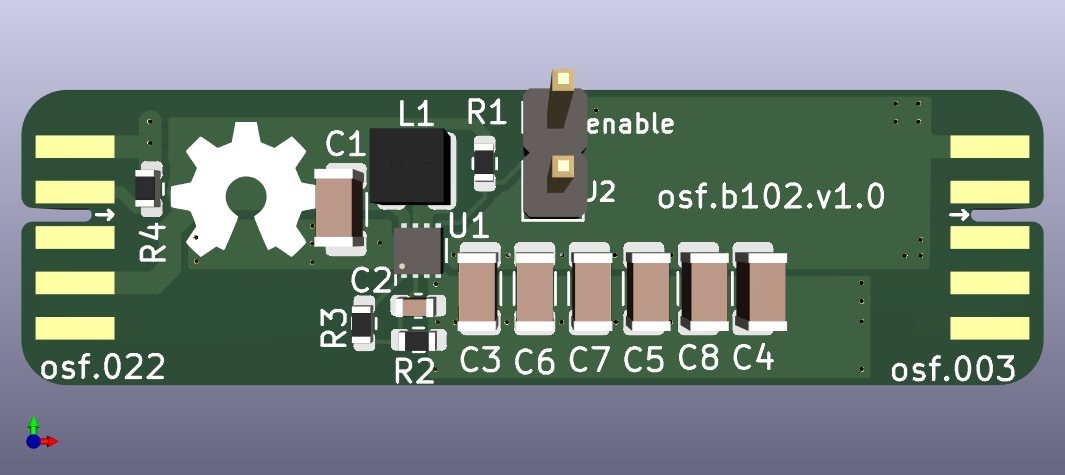 L1
R1
C1
enable
J2
osf.b102.v1.0
R4
U1
C2
R3
R2
C3
C6
C7
C5
C8
C4
osf.022
osf.003